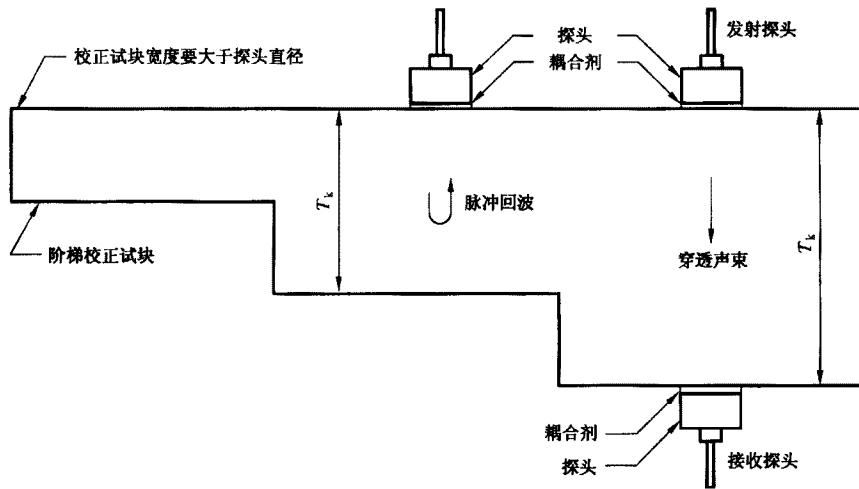 探头
发射探头
校正试块宽度要大于探头直径
耦合剂
T_k
脉冲回波
T_k
阶梯校正试块
穿透声束
耦合剂
探头
接收探头